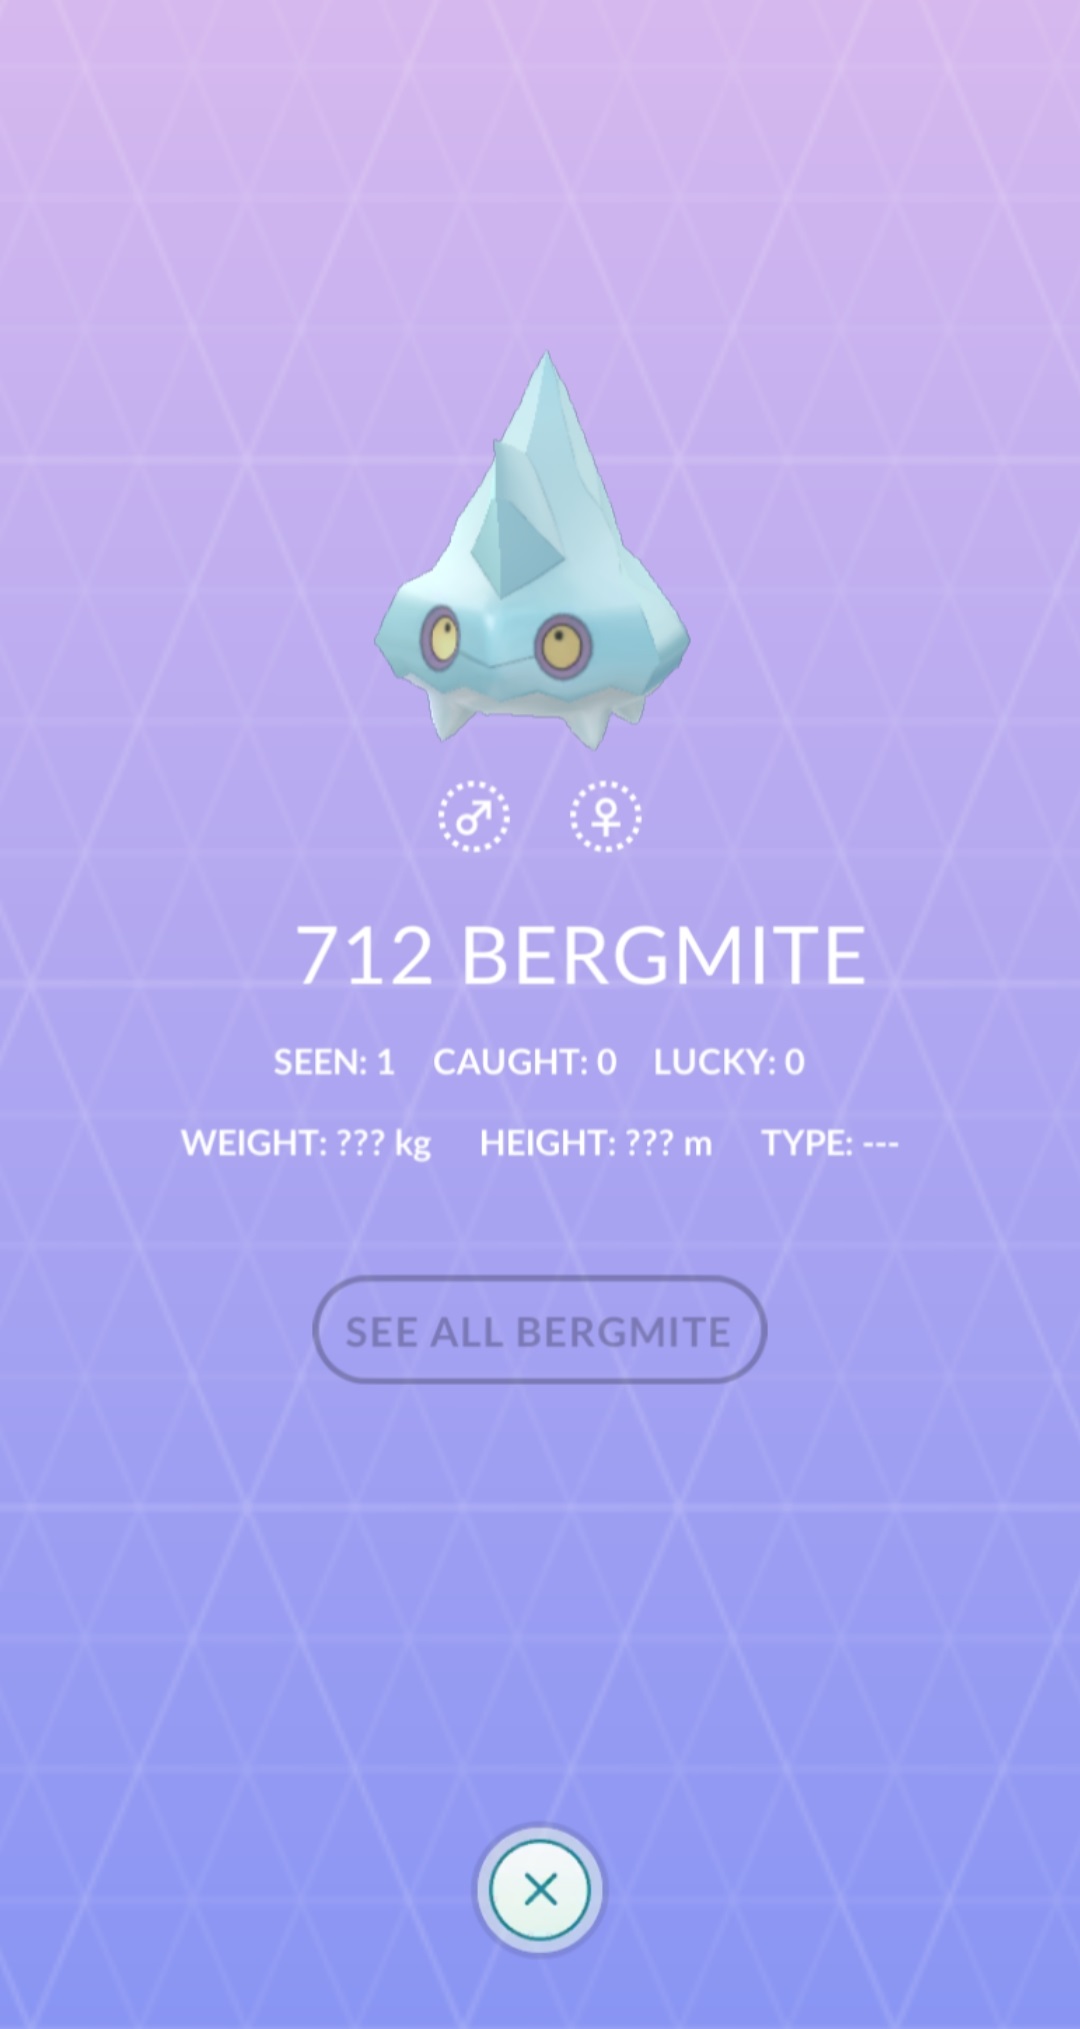 712 BERGMITE
SEEN: 1 CAUGHT: 0 LUCKY: 0
WEIGHT: ??? kg HEIGHT: ??? m TYPE: ---
SEE ALL BERGMITE